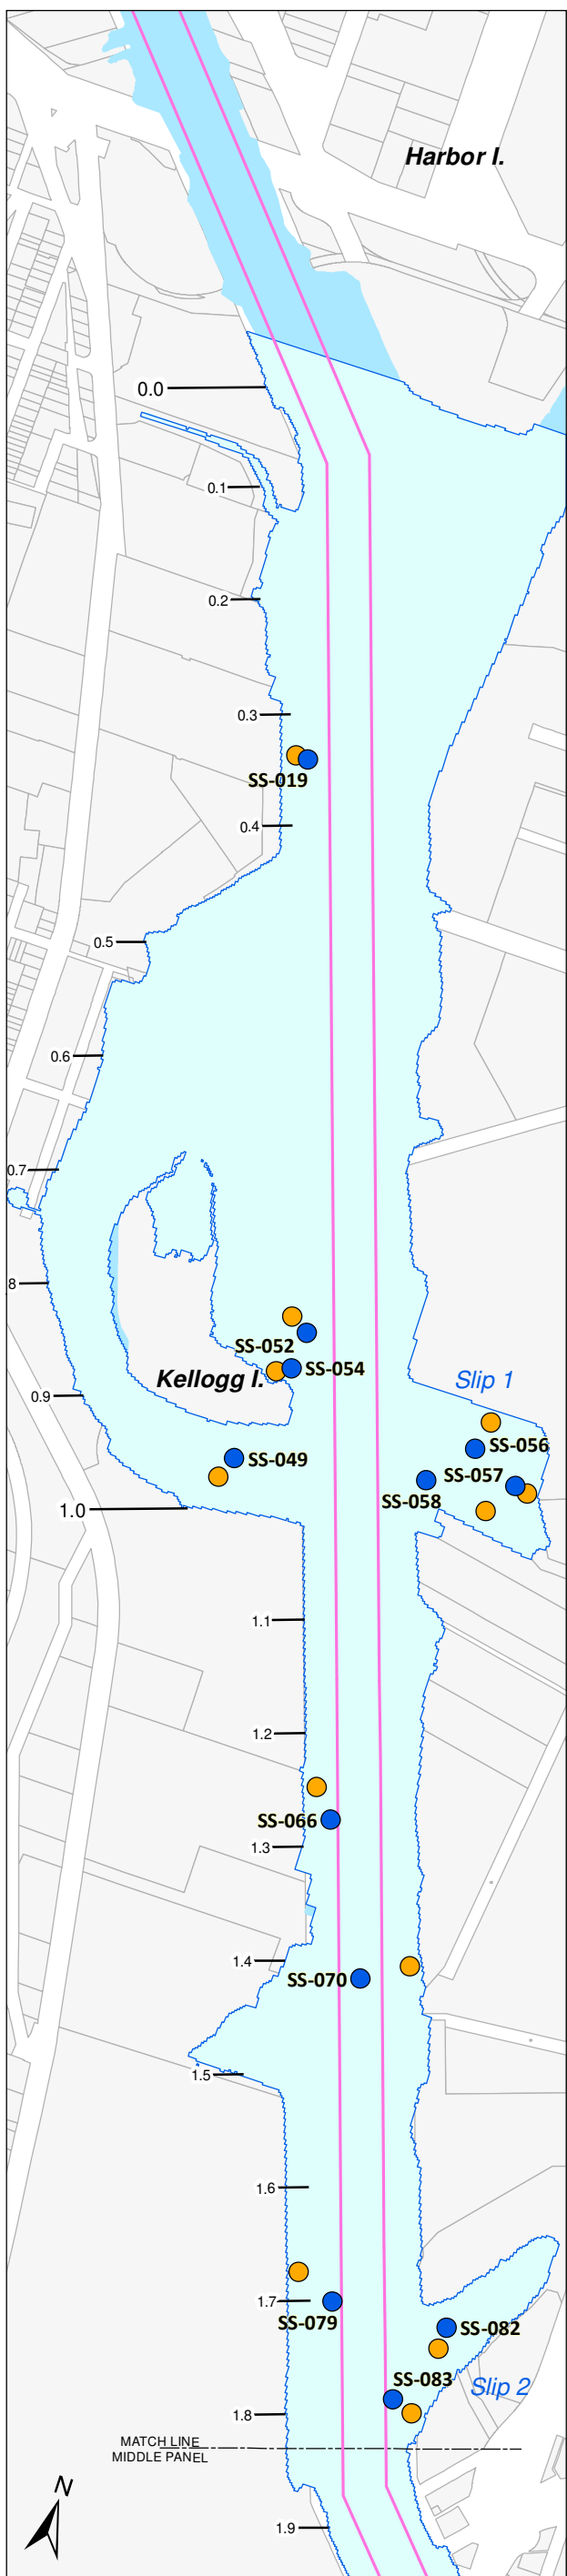 Harbor I.
0.0
0.1
0.2
0.3
SS-019
0.4
0.5
0.6
0.7
8
SS-052
Kellogg I.
SS-054
Slip 1
0.9
SS-056
SS-049
SS-057
SS-058
1.0
1.1
1.2
SS-066
1.3
1.4
SS-070
1.5
1.6
1.7
SS-079
SS-082
SS-083
Slip 2
1.8
MATCH LINE
MIDDLE PANEL
N
1.9